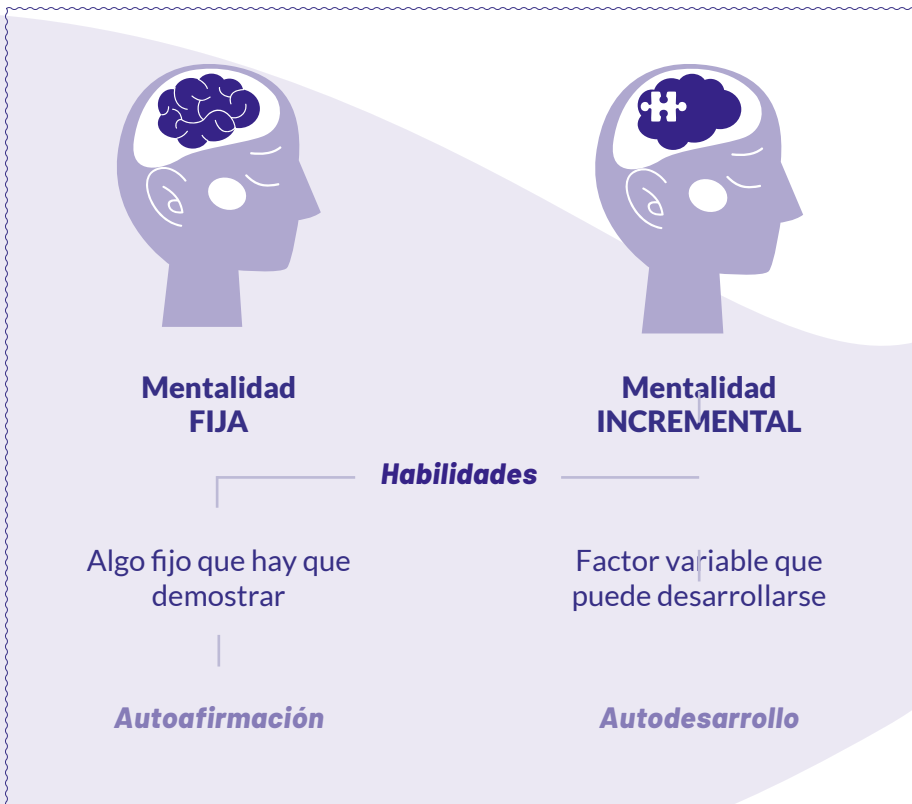 Mentalidad
FIJA
Mentalidad
INCREMENTAL
Habilidades
Algo fijo que hay que
demostrar
Factor variable que
puede desarrollarse
Autoafirmación
Autodesarrollo